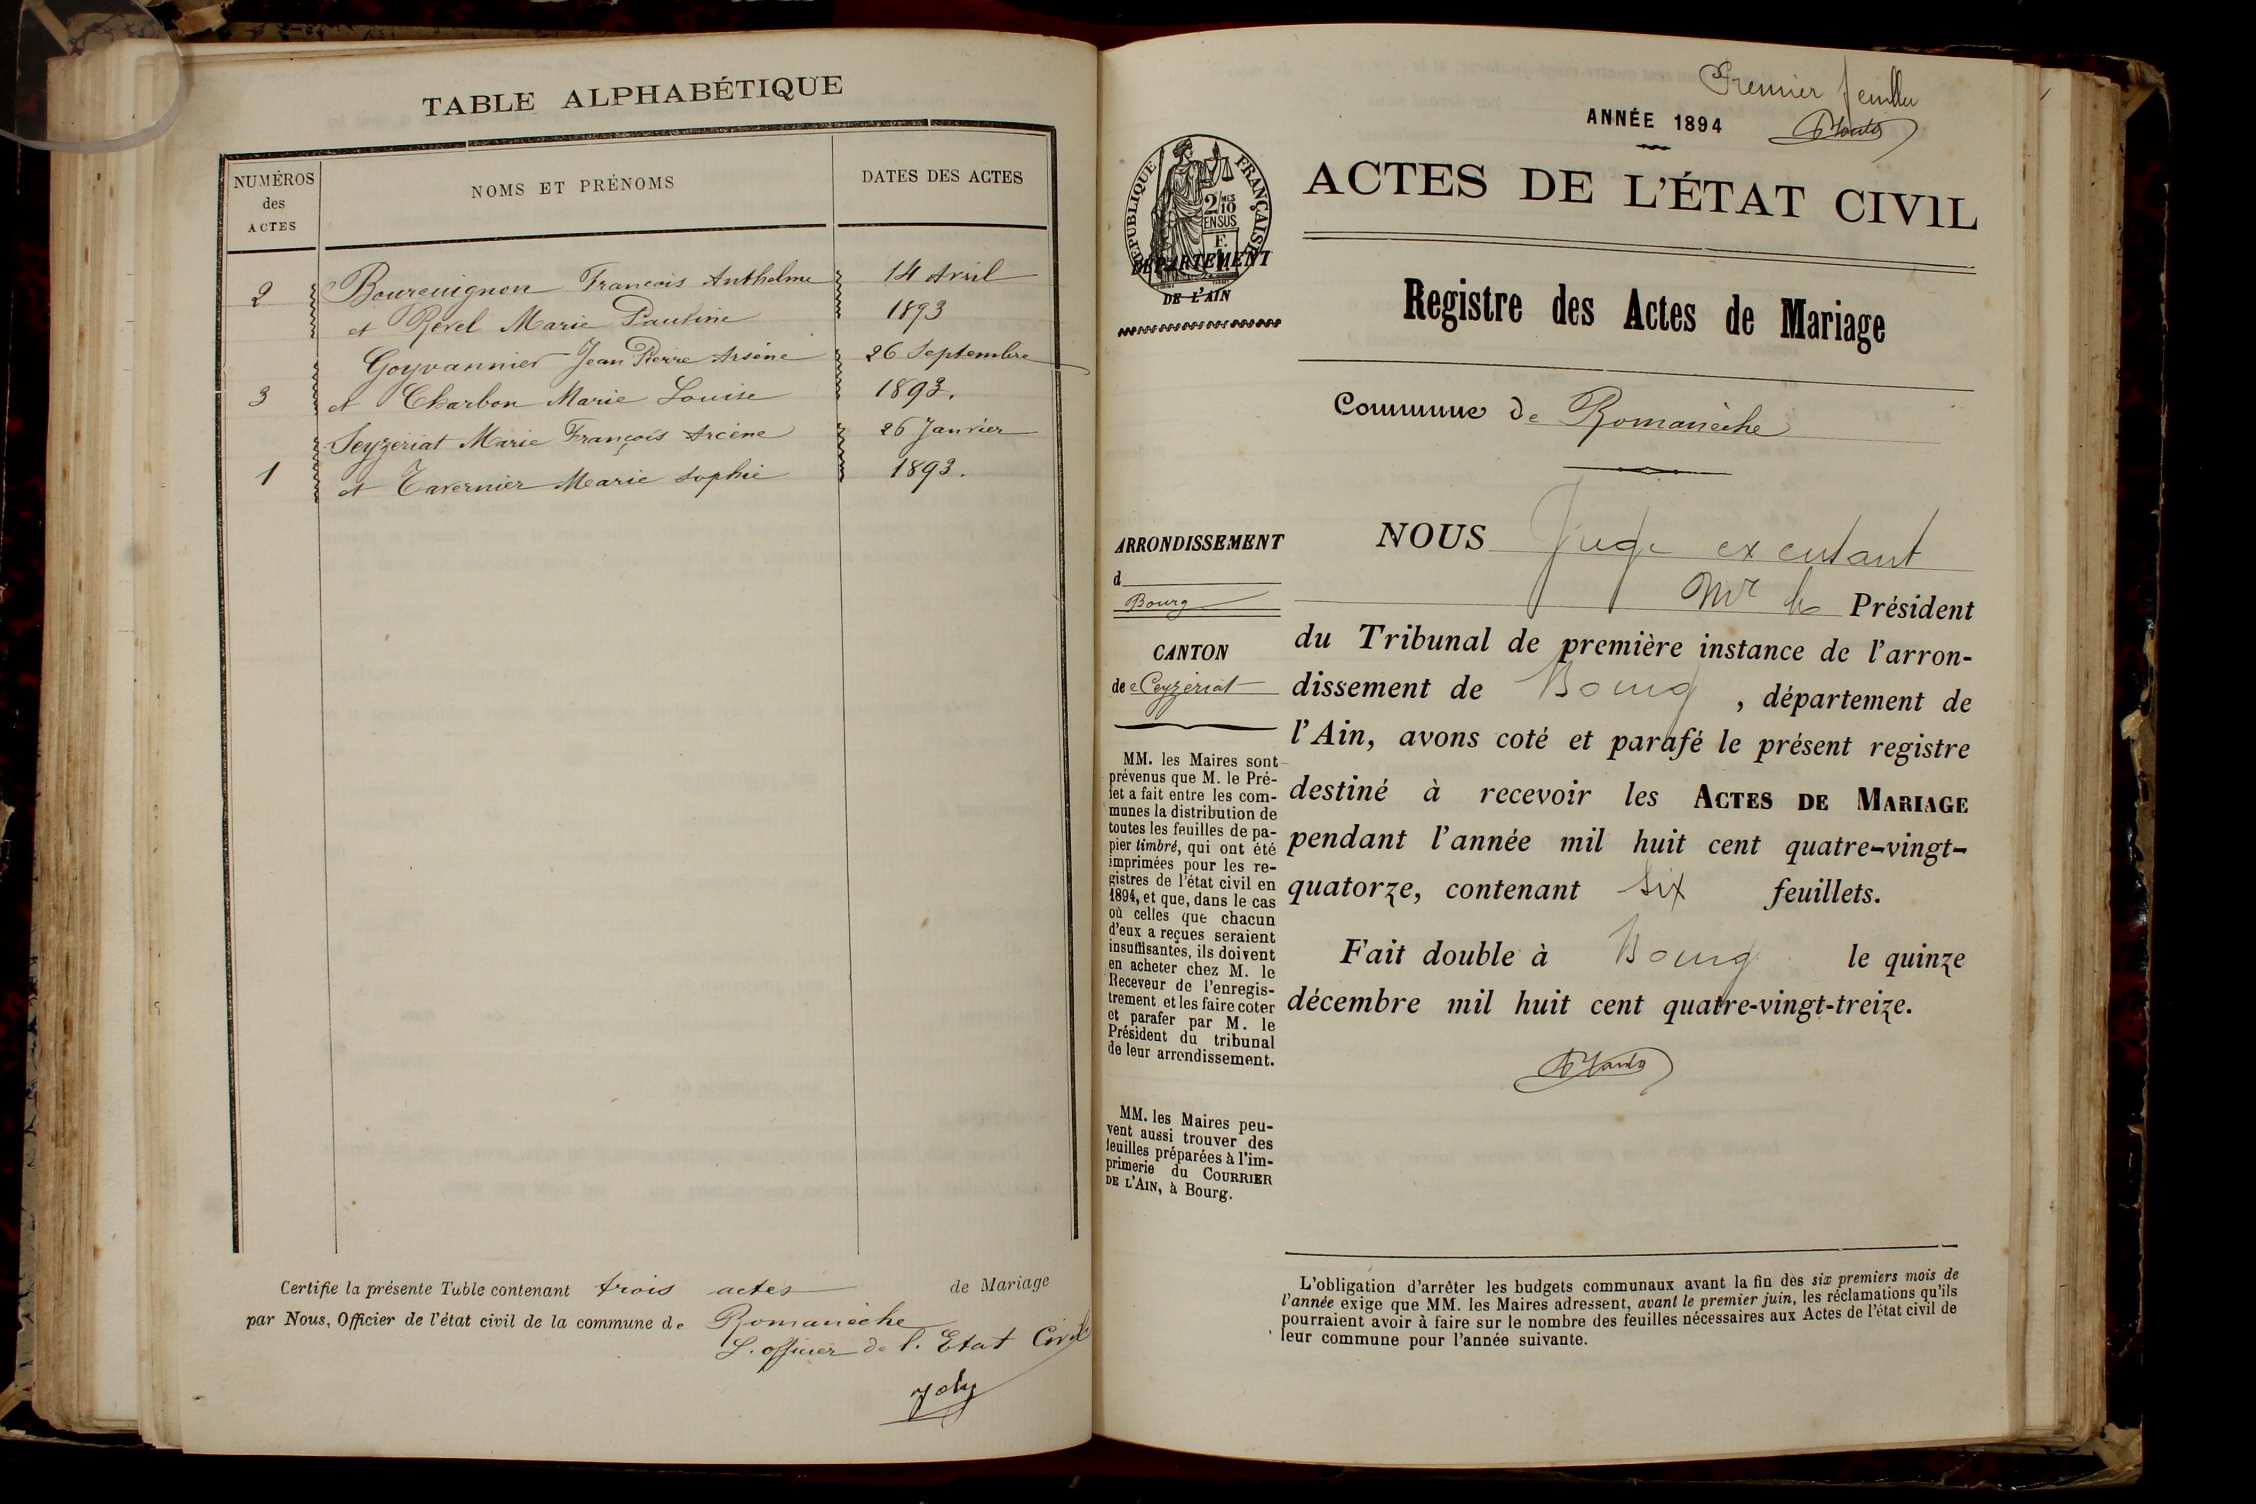 TABLE ALPHABÉTIQUE
NUMÉROS
des
ACTES
NOMS ET PRÉNOMS
DATES DES ACTES
2 Bourcuignon François Anthelme 14 Avril
et Revel Marie Pauline 1893
Goyvannier Jean Pierre Arsène 26 Septembre
3 et Charbon Marie Louise 1893.
Seyzériat Marie François Arcène 26 Janvier
1 et Tavernier Marie Sophie 1893.
Certifie la présente Table contenant trois actes de Mariage
par Nous, Officier de l'état civil de la commune de Romanèche
L. officier de l. Etat Civil
Joly
Premier feuillet
ANNÉE 1894
RÉPUBLIQUE FRANÇAISE
2/10 MES
EN SUS
DÉPARTEMENT
DE L'AIN
ACTES DE L'ÉTAT CIVIL
Registre des Actes de Mariage
Commune de Romanèche
ARRONDISSEMENT
d
Bourg
CANTON
de Ceyzériat
MM. les Maires sont
prévenus que M. le Pré-
fet a fait entre les com-
munes la distribution de
toutes les feuilles de pa-
pier timbré, qui ont été
imprimées pour les re-
gistres de l'état civil en
1894, et que, dans le cas
où celles que chacun
d'eux a reçues seraient
insuffisantes, ils doivent
en acheter chez M. le
Receveur de l'enregis-
trement et les faire coter
et parafer par M. le
Président du tribunal
de leur arrondissement.
MM. les Maires peu-
vent aussi trouver des
feuilles préparées à l'im-
primerie du COURRIER
DE L'AIN, à Bourg.
NOUS Juge excutant
Mr le Président
du Tribunal de première instance de l'arron-
dissement de Bourg, département de
l'Ain, avons coté et parafé le présent registre
destiné à recevoir les ACTES DE MARIAGE
pendant l'année mil huit cent quatre-vingt-
quatorze, contenant six feuillets.
Fait double à Bourg le quinze
décembre mil huit cent quatre-vingt-treize.
L'obligation d'arrêter les budgets communaux avant la fin des six premiers mois de
l'année exige que MM. les Maires adressent, avant le premier juin, les réclamations qu'ils
pourraient avoir à faire sur le nombre des feuilles nécessaires aux Actes de l'état civil de
leur commune pour l'année suivante.